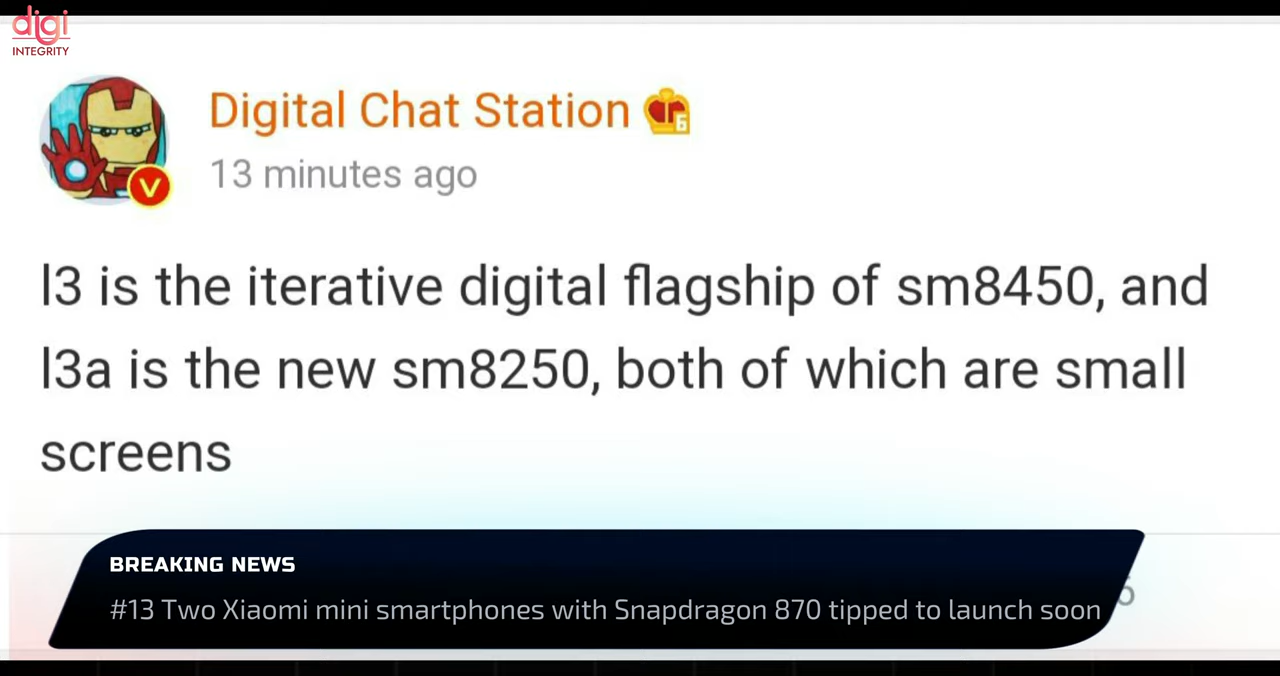 digi
INTEGRITY
Digital Chat Station
6
V
13 minutes ago
l3 is the iterative digital flagship of sm8450, and
l3a is the new sm8250, both of which are small
screens
BREAKING NEWS
#13 Two Xiaomi mini smartphones with Snapdragon 870 tipped to launch soon